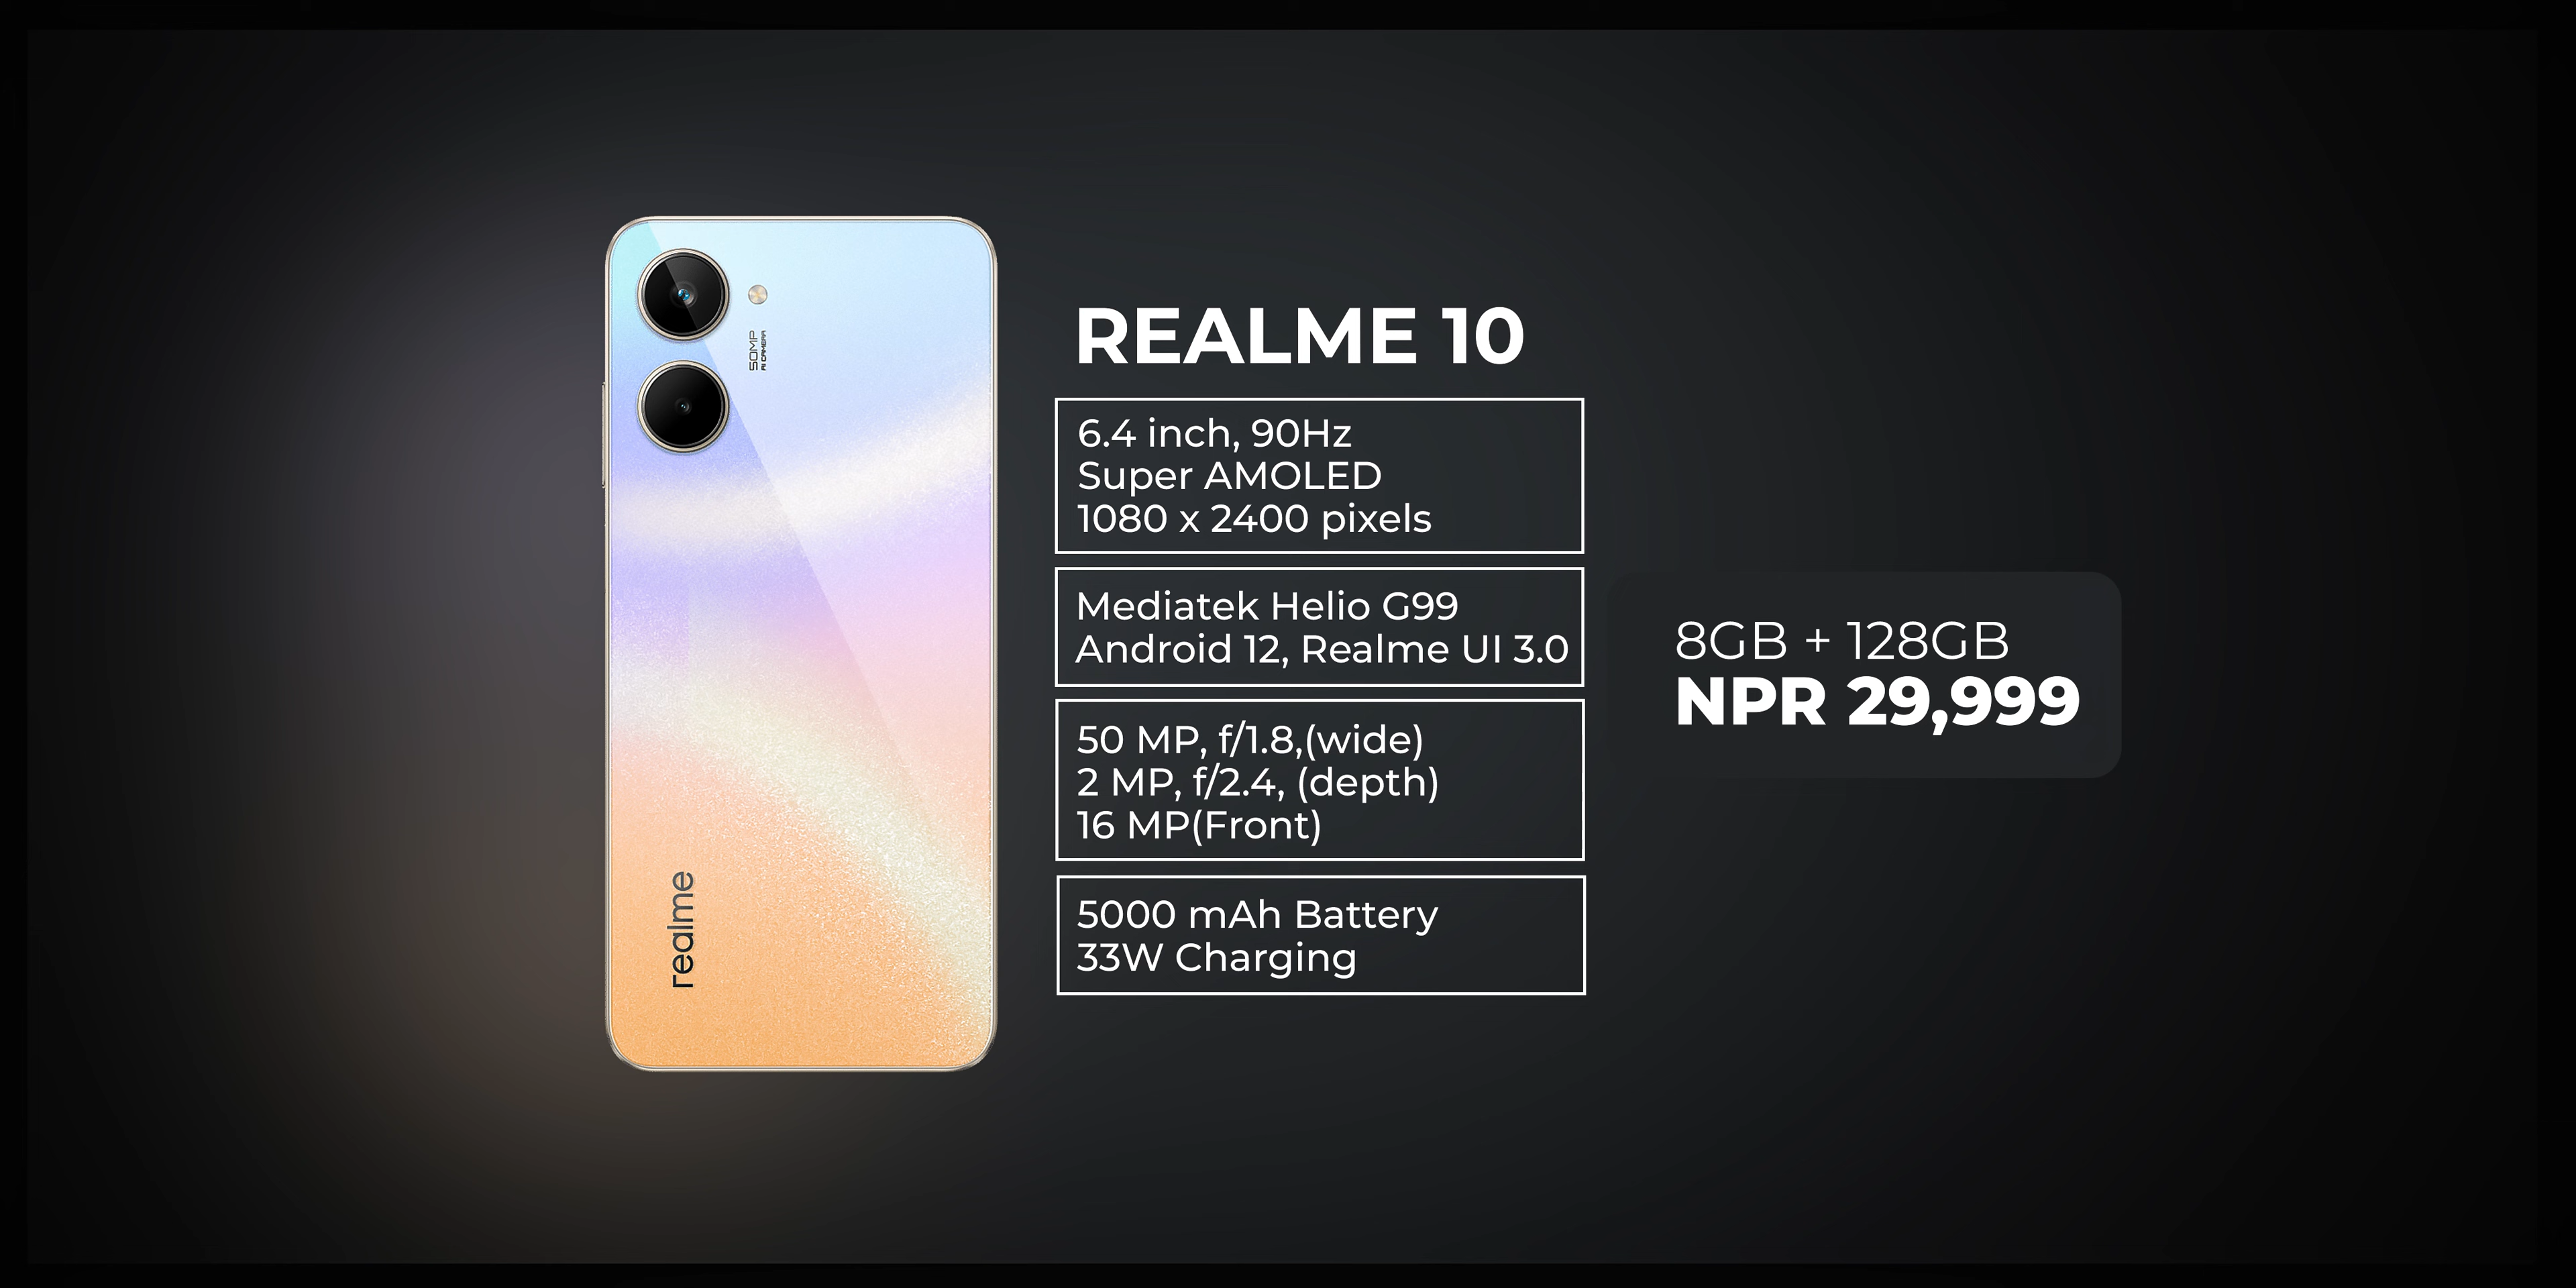 50MP
AI CAMERA
realme
REALME 10
6.4 inch, 90Hz
Super AMOLED
1080 x 2400 pixels
Mediatek Helio G99
Android 12, Realme UI 3.0
50 MP, f/1.8,(wide)
2 MP, f/2.4, (depth)
16 MP(Front)
5000 mAh Battery
33W Charging
8GB + 128GB
NPR 29,999